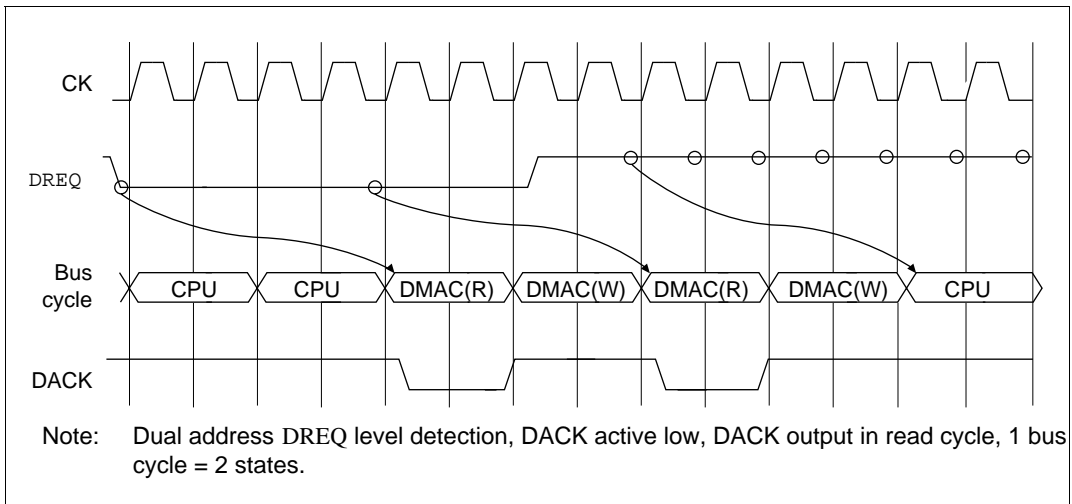 CK
DREQ
Bus
cycle
CPU CPU DMAC(R) DMAC(W) DMAC(R) DMAC(W) CPU
DACK
Note: Dual address DREQ level detection, DACK active low, DACK output in read cycle, 1 bus
cycle = 2 states.